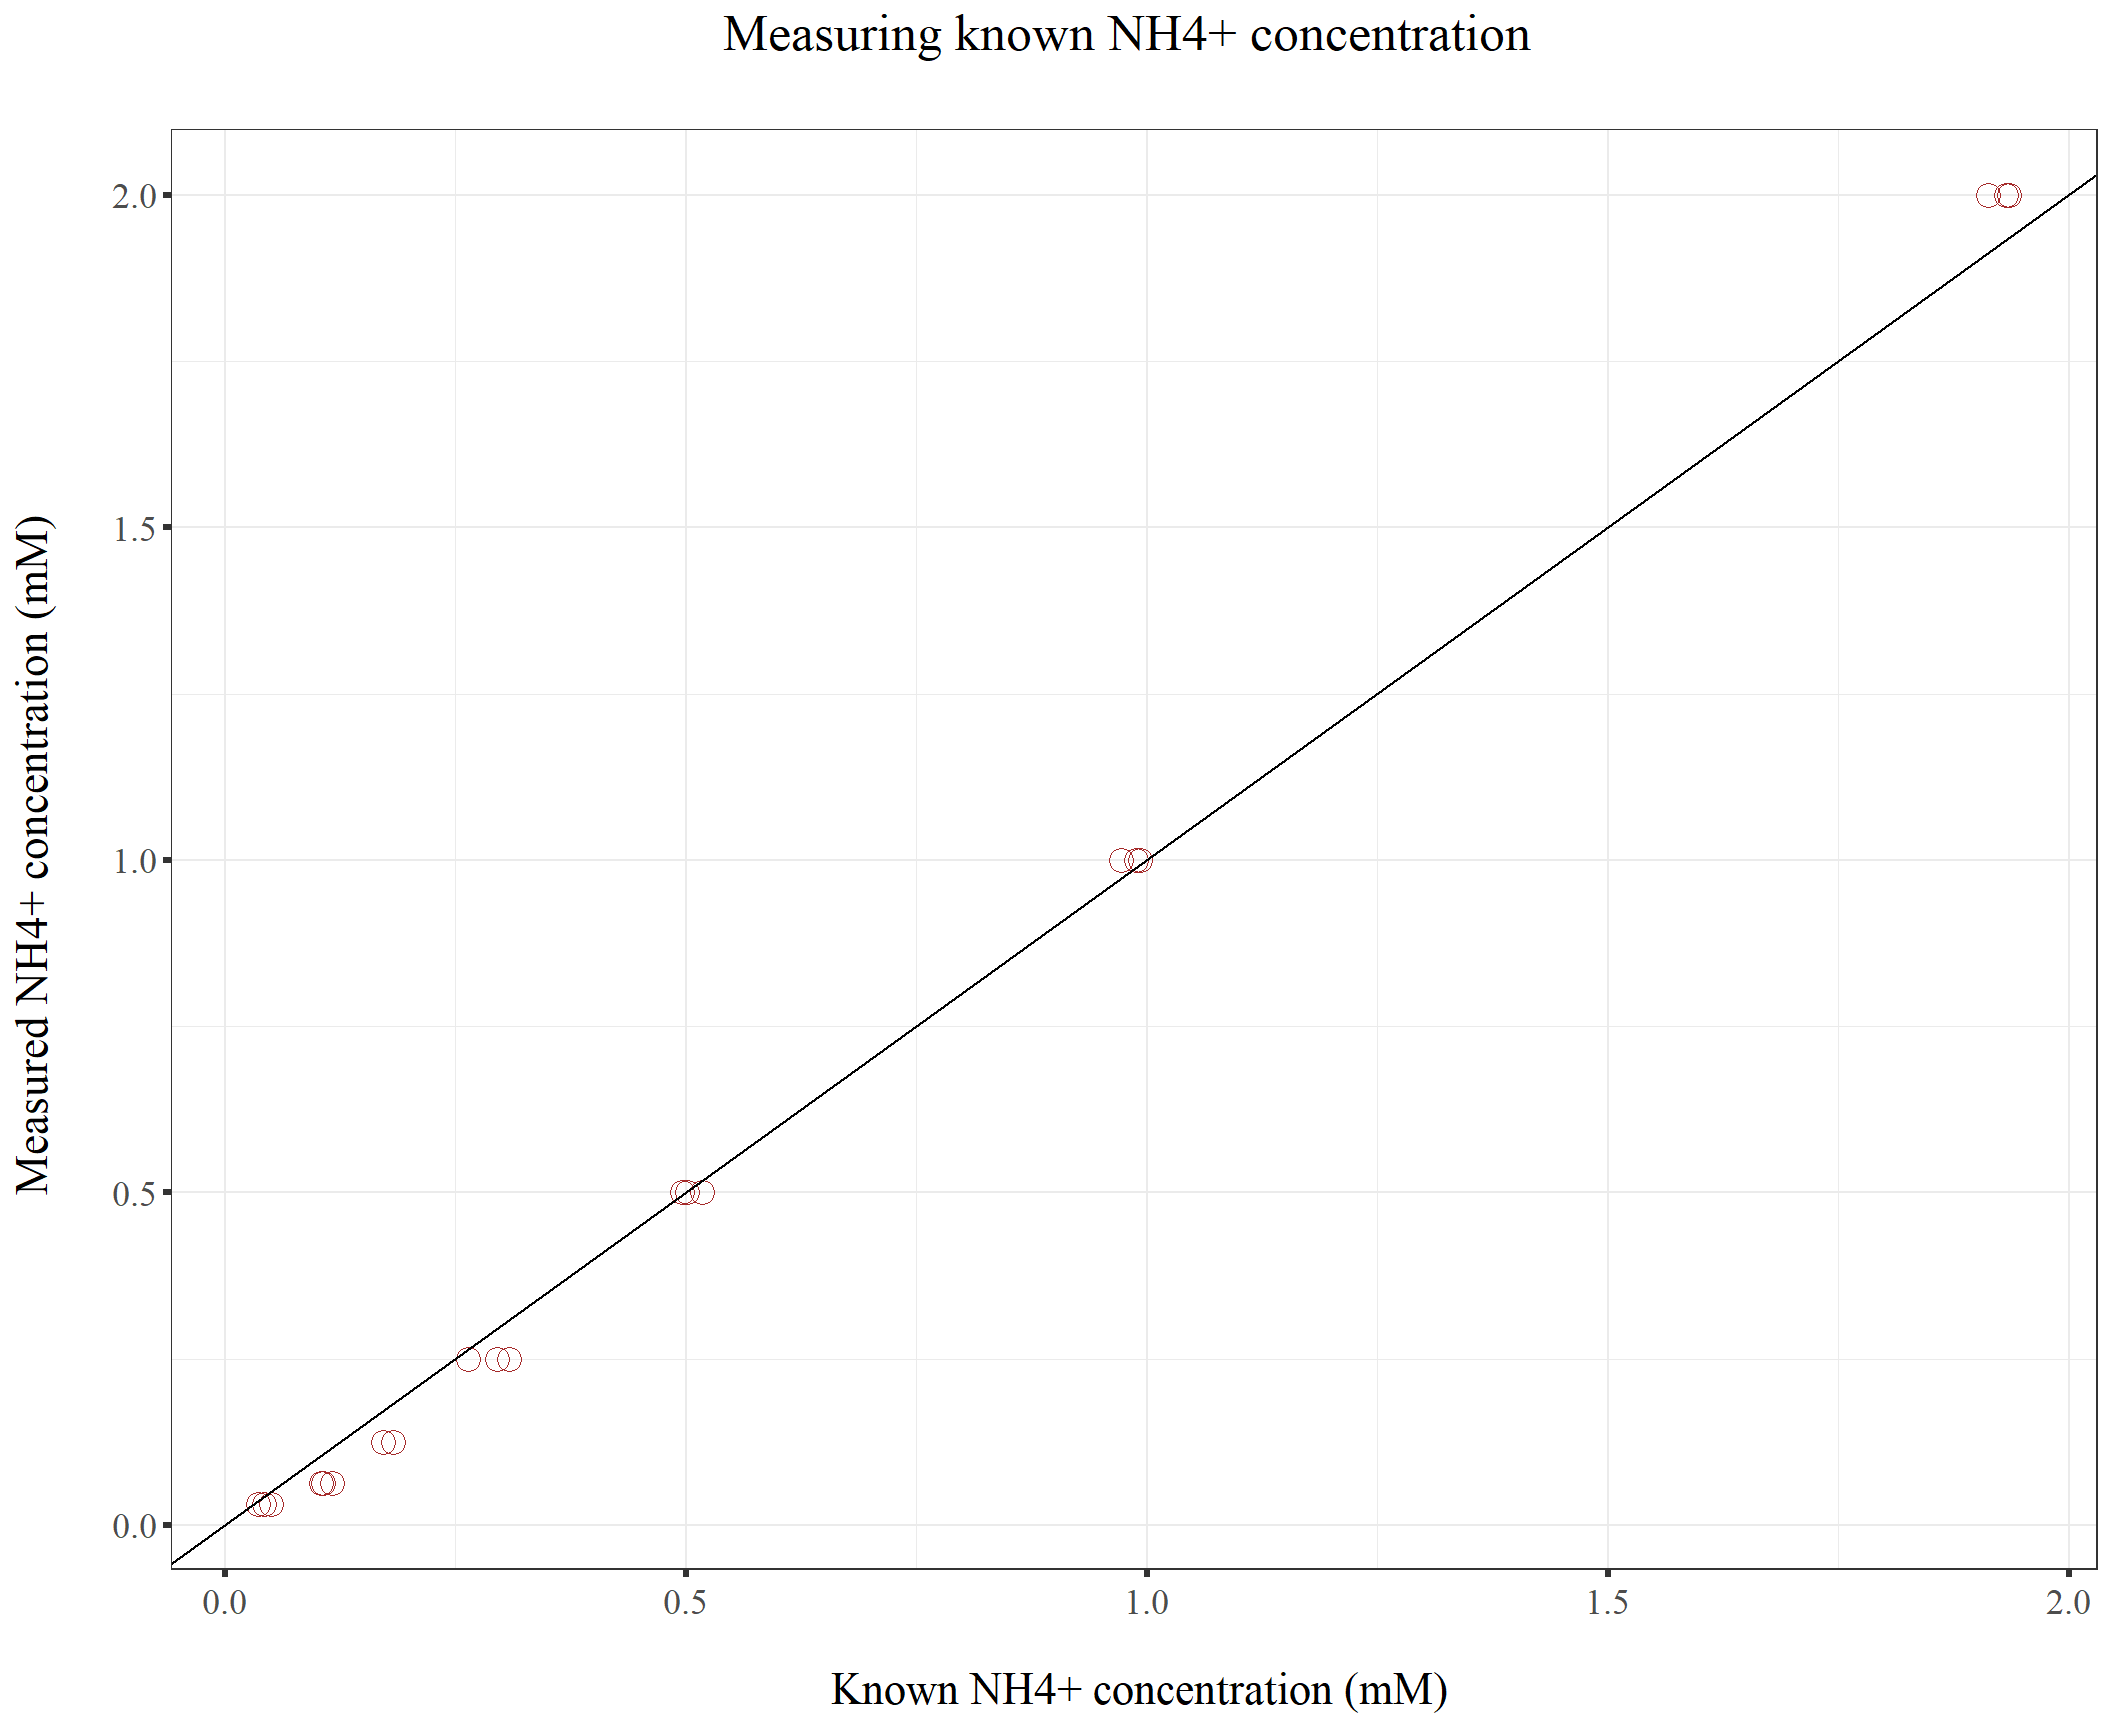 Measuring known NH4+ concentration
Measured NH4+ concentration (mM)
2.0
1.5
1.0
0.5
0.0
0.0 0.5 1.0 1.5 2.0
Known NH4+ concentration (mM)